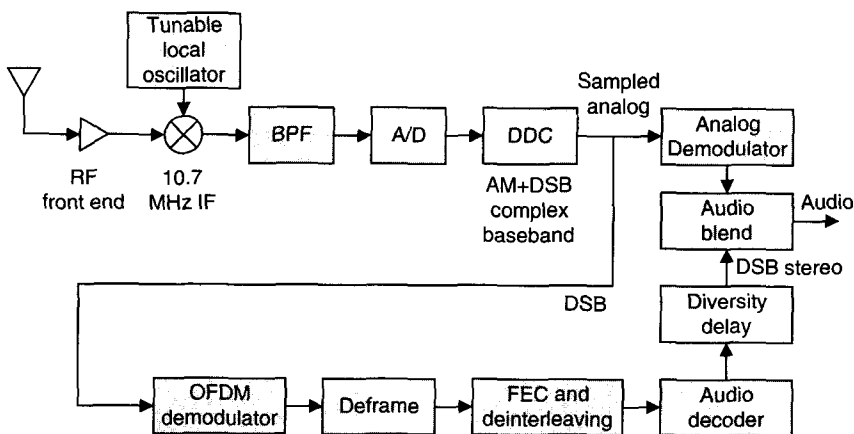 Tunable
local
oscillator
Sampled
analog
BPF
A/D
DDC
Analog
Demodulator
RF
front end
10.7
MHz IF
AM+DSB
complex
baseband
Audio
blend
Audio
DSB stereo
DSB
Diversity
delay
OFDM
demodulator
Deframe
FEC and
deinterleaving
Audio
decoder